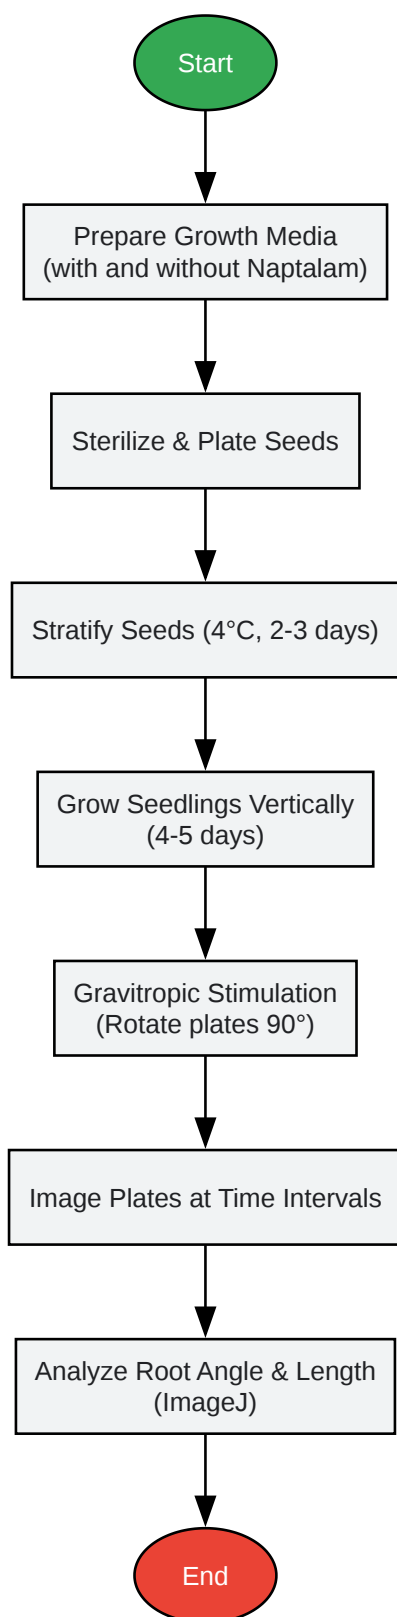 Start
Prepare Growth Media
(with and without Naptalam)
Sterilize & Plate Seeds
Stratify Seeds (4°C, 2-3 days)
Grow Seedlings Vertically
(4-5 days)
Gravitropic Stimulation
(Rotate plates 90°)
Image Plates at Time Intervals
Analyze Root Angle & Length
(ImageJ)
End